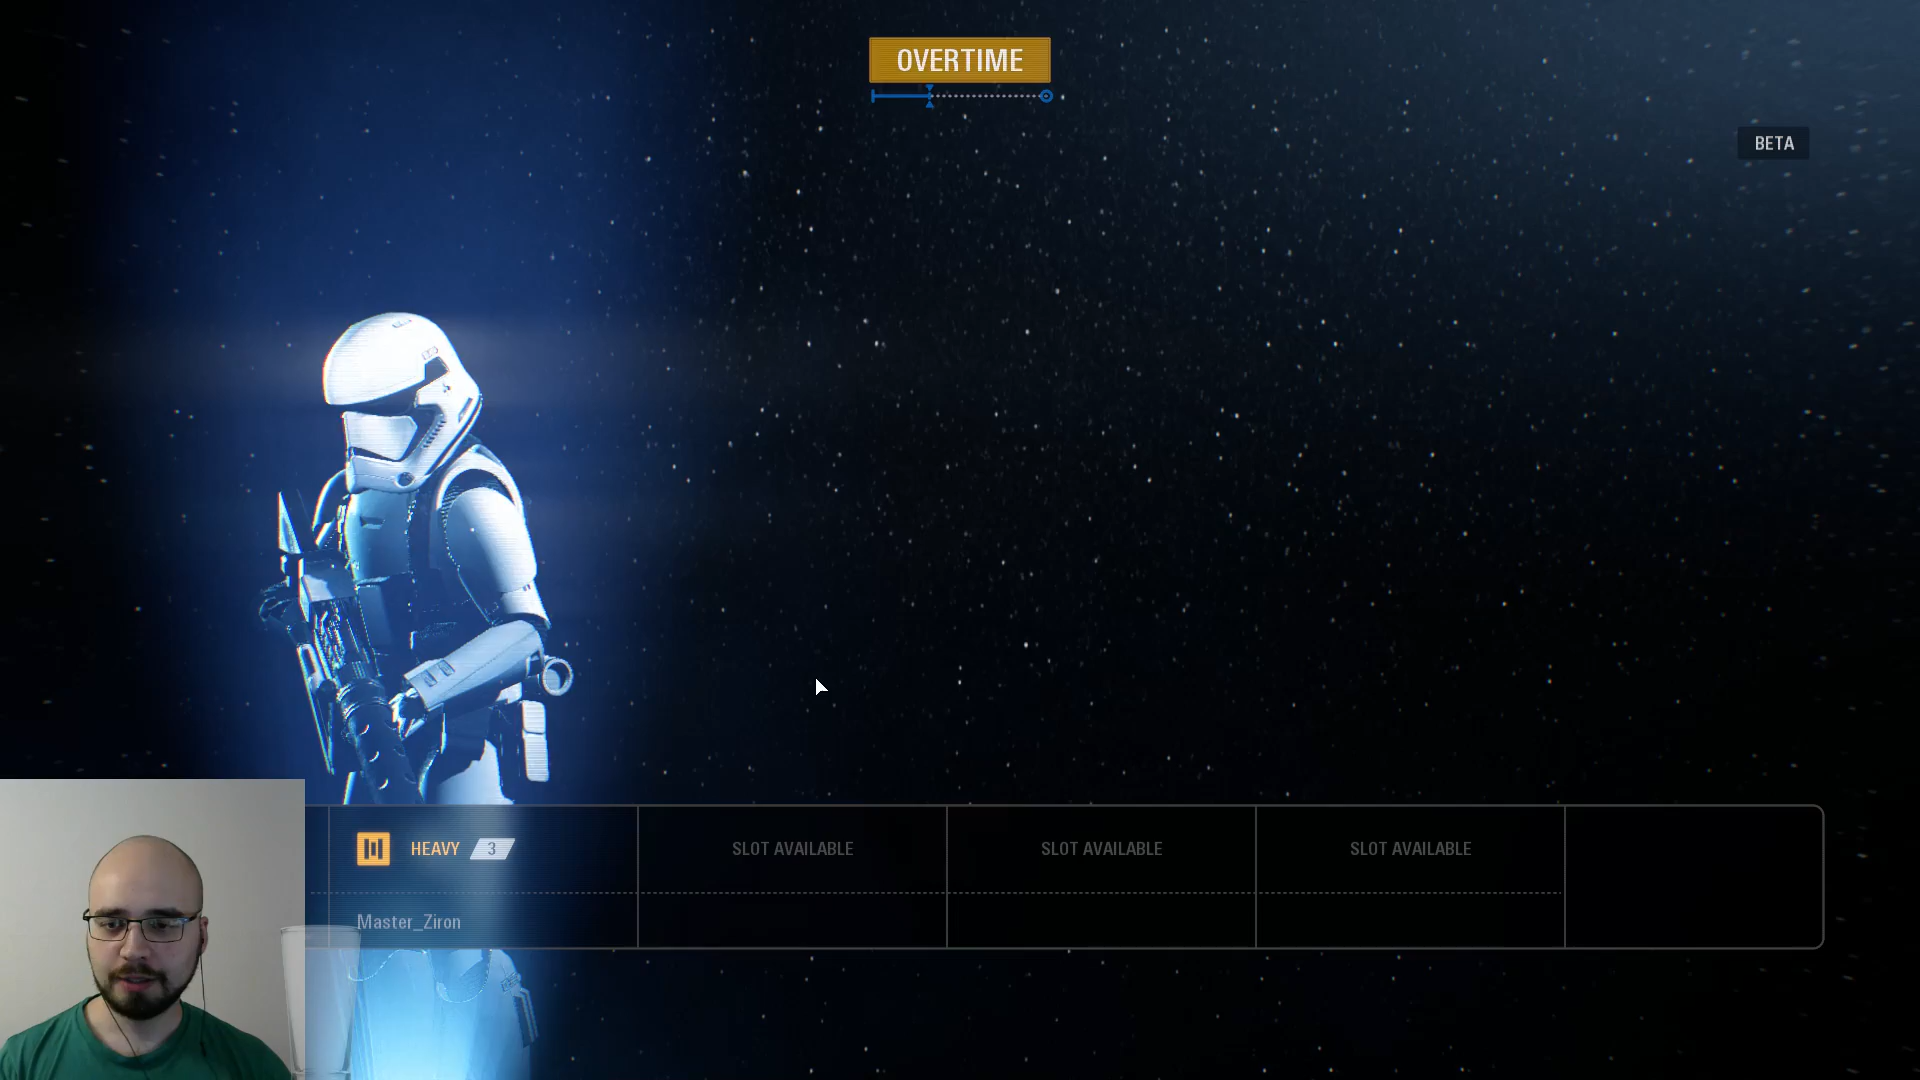 OVERTIME
BETA
HEAVY 3
SLOT AVAILABLE
SLOT AVAILABLE
SLOT AVAILABLE
Master_Ziron